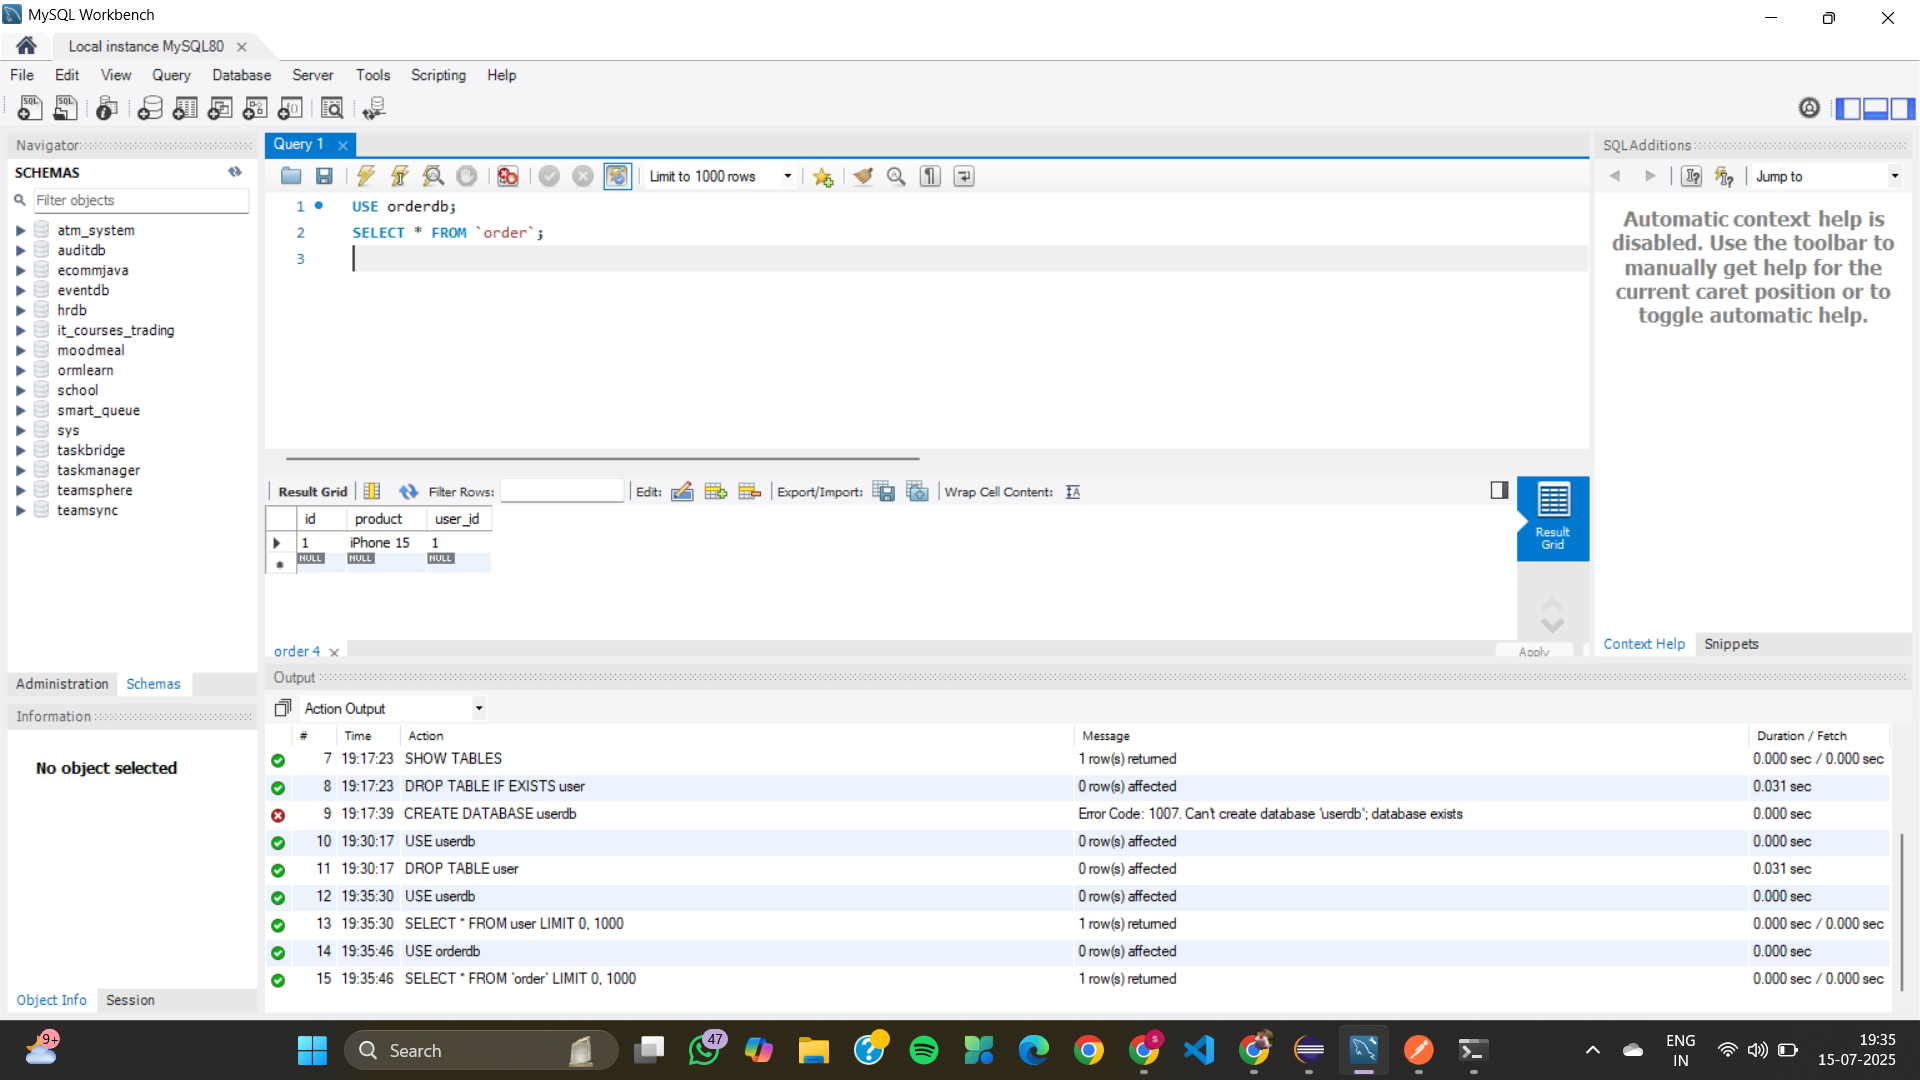 MySQL Workbench
Local instance MySQL80
File Edit View Query Database Server Tools Scripting Help
Navigator
SCHEMAS
Filter objects
atm_system
auditdb
ecommjava
eventdb
hrdb
it_courses_trading
moodmeal
ormlearn
school
smart_queue
sys
taskbridge
taskmanager
teamsphere
teamsync
Administration Schemas
Information
No object selected
Object Info Session
Query 1
Limit to 1000 rows
1 USE orderdb;
2 SELECT * FROM `order`;
3
Result Grid Filter Rows: Edit: Export/Import: Wrap Cell Content:
id product user_id
1 iPhone 15 1
NULL NULL NULL
Result
Grid
order 4
Apply
SQLAdditions
Jump to
Automatic context help is
disabled. Use the toolbar to
manually get help for the
current caret position or to
toggle automatic help.
Context Help Snippets
Output
Action Output
# Time Action Message Duration / Fetch
7 19:17:23 SHOW TABLES 1 row(s) returned 0.000 sec / 0.000 sec
8 19:17:23 DROP TABLE IF EXISTS user 0 row(s) affected 0.031 sec
9 19:17:39 CREATE DATABASE userdb Error Code: 1007. Can't create database 'userdb'; database exists 0.000 sec
10 19:30:17 USE userdb 0 row(s) affected 0.000 sec
11 19:30:17 DROP TABLE user 0 row(s) affected 0.031 sec
12 19:35:30 USE userdb 0 row(s) affected 0.000 sec
13 19:35:30 SELECT * FROM user LIMIT 0, 1000 1 row(s) returned 0.000 sec / 0.000 sec
14 19:35:46 USE orderdb 0 row(s) affected 0.000 sec
15 19:35:46 SELECT * FROM `order` LIMIT 0, 1000 1 row(s) returned 0.000 sec / 0.000 sec
9+
Search
47
ENG
IN
19:35
15-07-2025